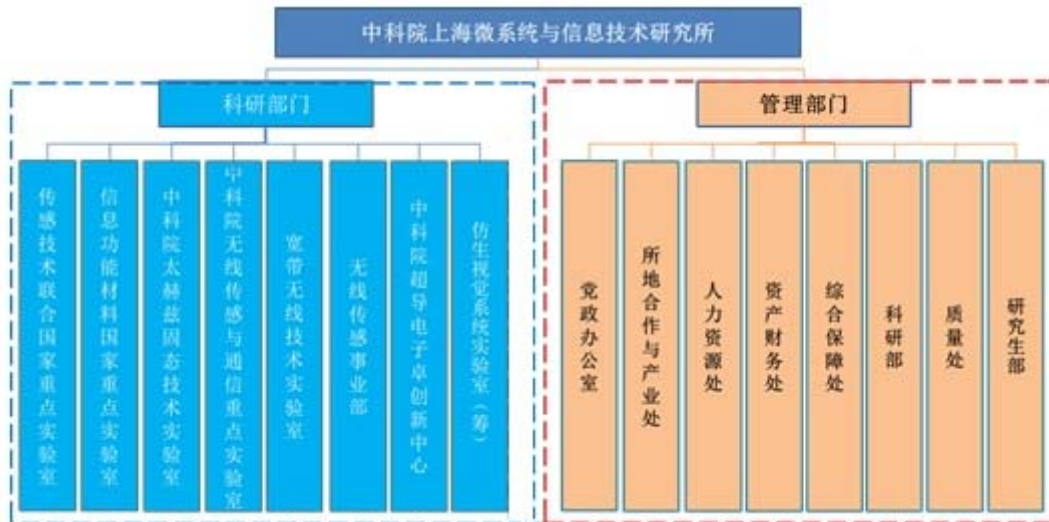 中科院上海微系统与信息技术研究所
科研部门
管理部门
传感技术联合国家重点实验室
信息功能材料国家重点实验室
中科院太赫兹固态技术实验室
中科院无线传感与通信重点实验室
宽带无线技术实验室
无线传感事业部
中科院超导电子卓创新中心
仿生视觉系统实验室（筹）
党政办公室
所地合作与产业处
人力资源处
资产财务处
综合保障处
科研部
质量处
研究生部